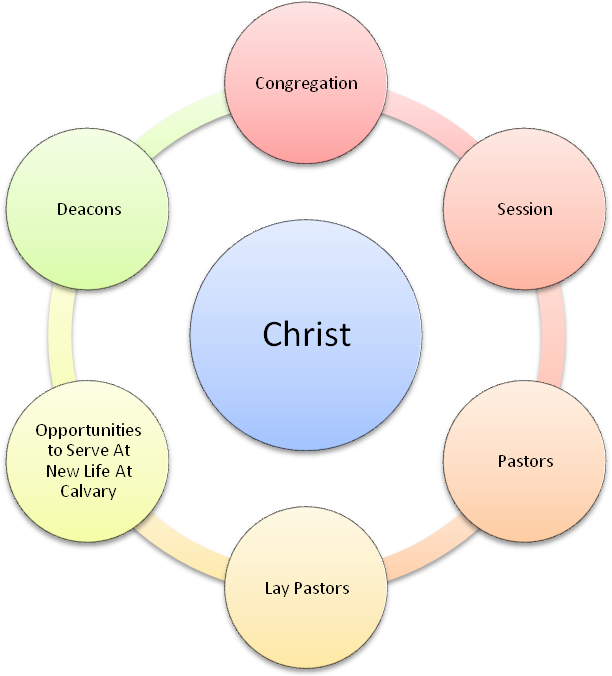 Congregation
Session
Pastors
Lay Pastors
Opportunities
to Serve At
New Life At
Calvary
Deacons
Christ